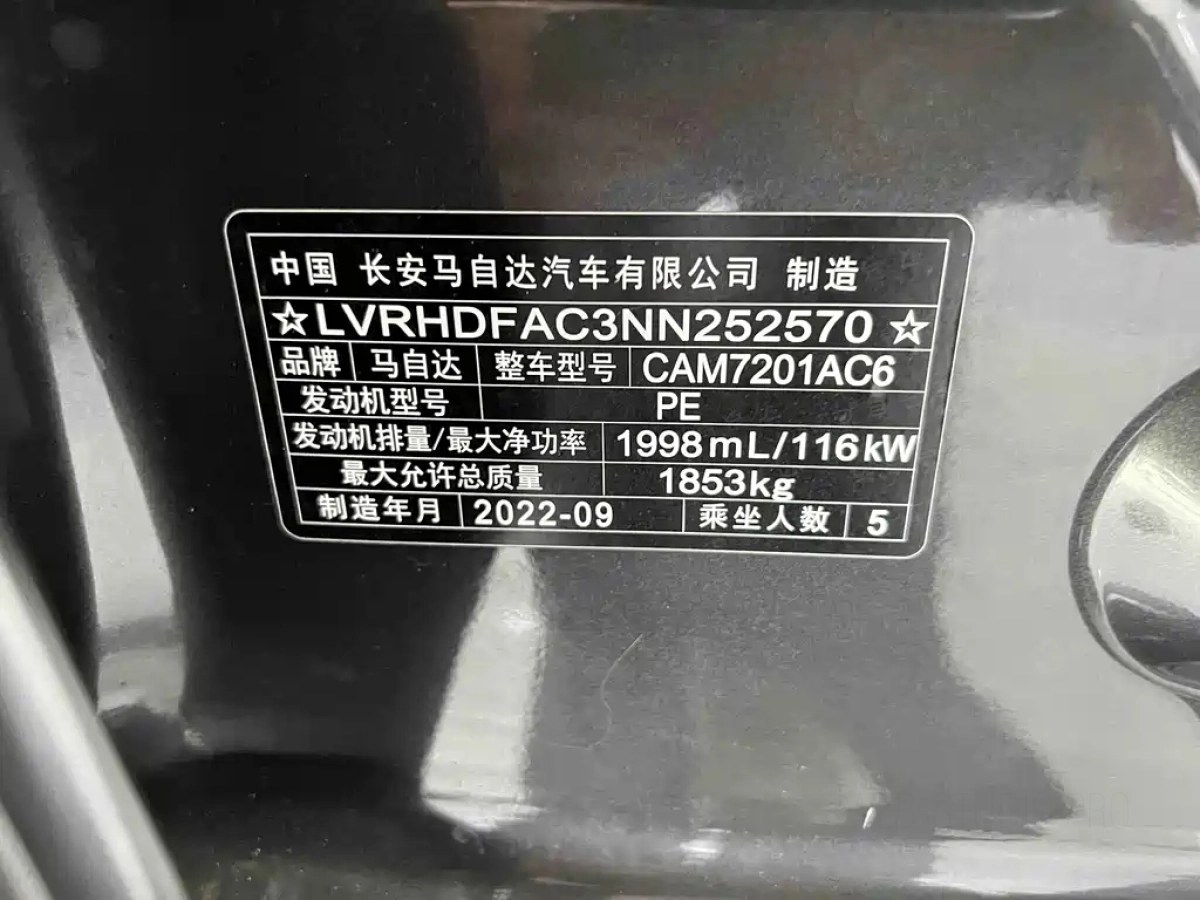 中国 长安马自达汽车有限公司 制造
☆LVRHDFAC3NN252570☆
品牌 马自达 整车型号 CAM7201AC6
发动机型号 PE
发动机排量/最大净功率 1998mL/116kW
最大允许总质量 1853kg
制造年月 2022-09 乘坐人数 5